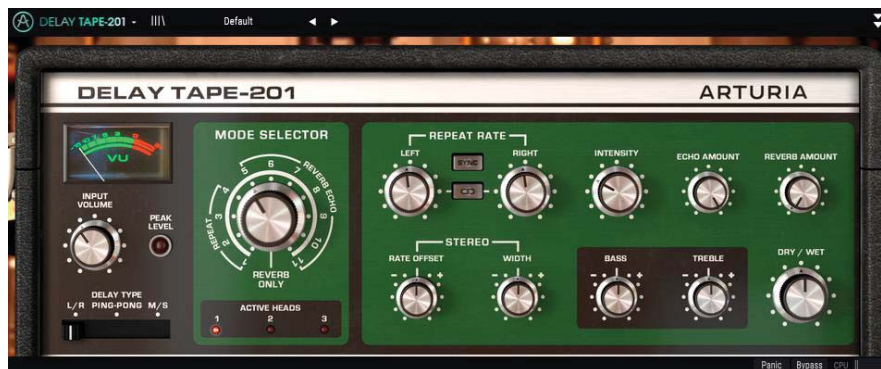 DELAY TAPE-201
Default
DELAY TAPE-201
ARTURIA
VU
INPUT
VOLUME
PEAK
LEVEL
DELAY TYPE
L/R PING-PONG M/S
MODE SELECTOR
REPEAT
1 2 3 4 5 6 7 8 9 10 11
REVERB ECHO
REVERB
ONLY
ACTIVE HEADS
1 2 3
REPEAT RATE
LEFT
SYNC
RIGHT
INTENSITY
ECHO AMOUNT
REVERB AMOUNT
STEREO
RATE OFFSET
- +
WIDTH
- +
BASS
- +
TREBLE
- +
DRY / WET
Panic Bypass CPU